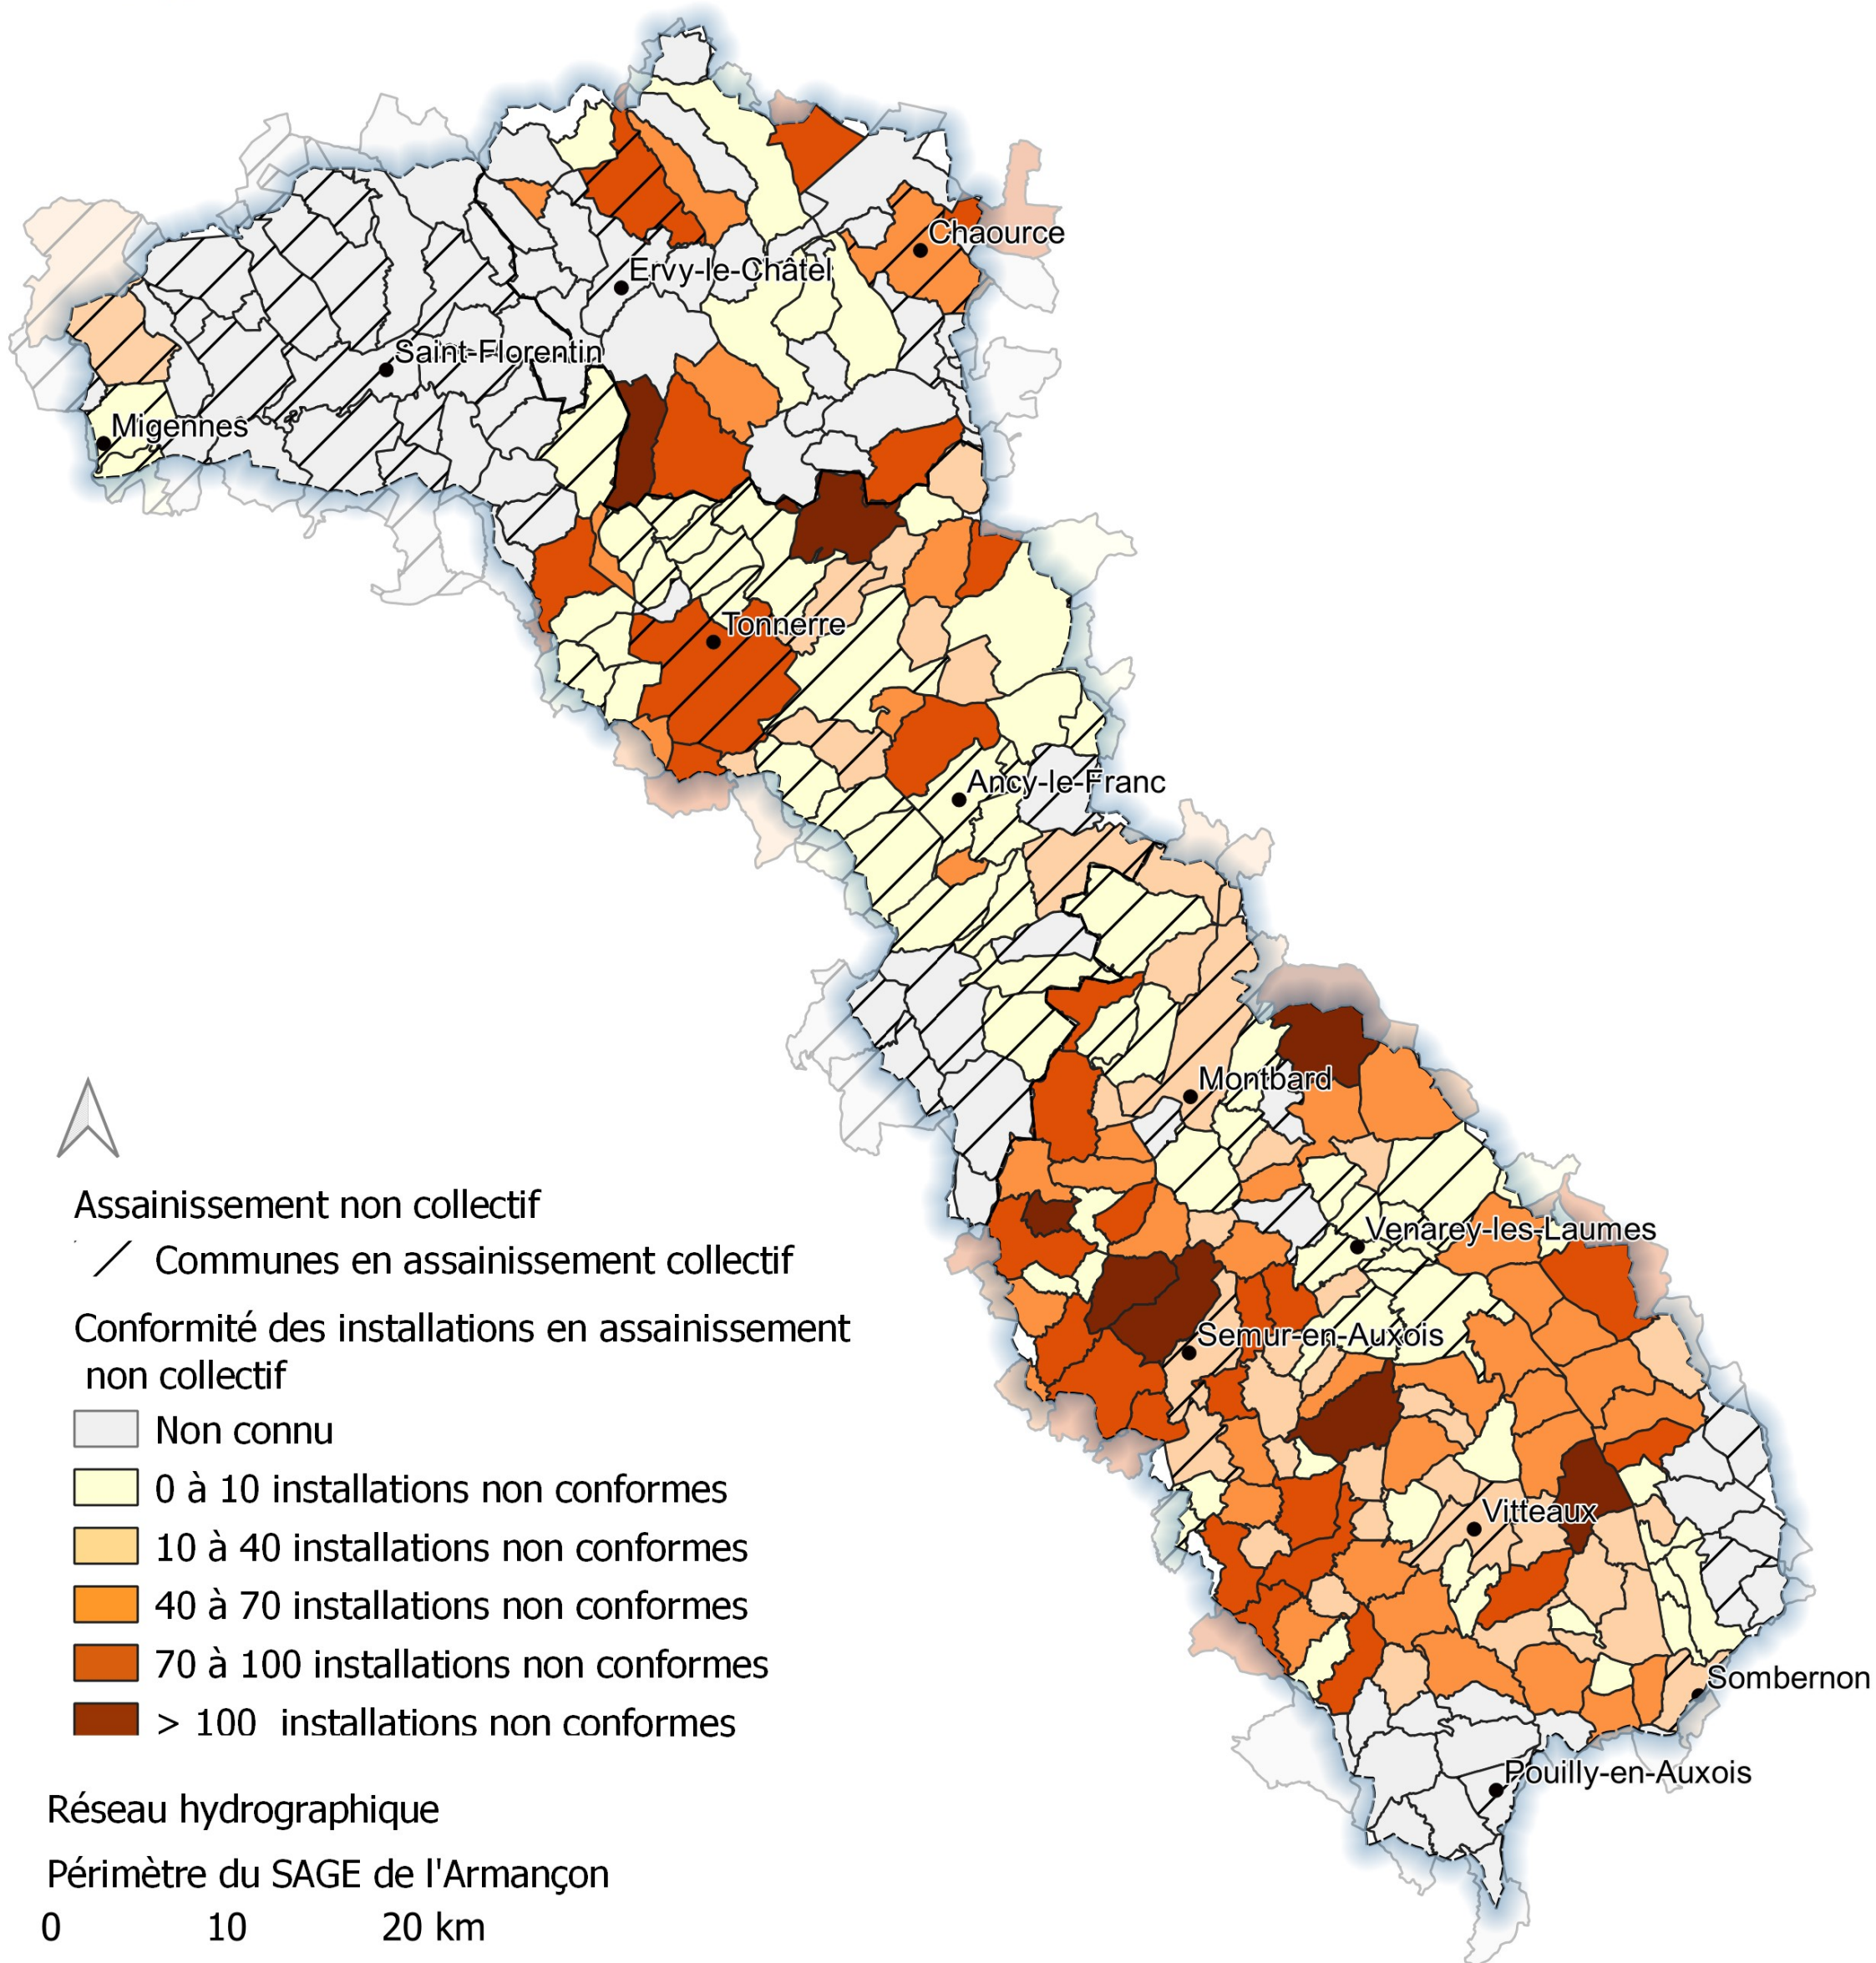 Chaource
Ervy-le-Châtel
Saint-Florentin
Migennes
Tonnerre
Ancy-le-Franc
Montbard
Venarey-les-Laumes
Semur-en-Auxois
Vitteaux
Sombernon
Pouilly-en-Auxois
Assainissement non collectif
Communes en assainissement collectif
Conformité des installations en assainissement
non collectif
Non connu
0 à 10 installations non conformes
10 à 40 installations non conformes
40 à 70 installations non conformes
70 à 100 installations non conformes
> 100 installations non conformes
Réseau hydrographique
Périmètre du SAGE de l'Armançon
0 10 20 km